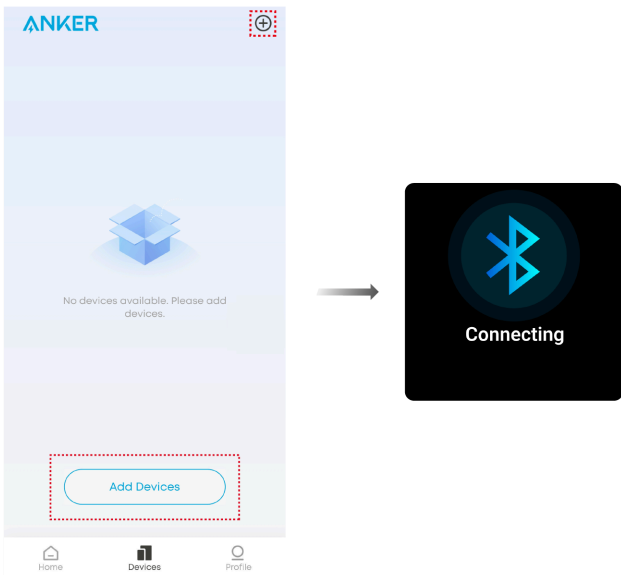 ANKER
No devices available. Please add
devices.
Add Devices
Home
Devices
Profile
Connecting